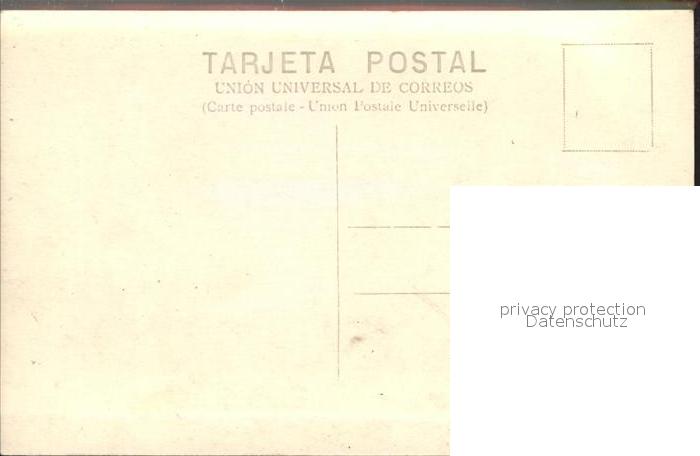 TARJETA POSTAL
UNIÓN UNIVERSAL DE CORREOS
(Carte postale - Union Postale Universelle)
privacy protection
Datenschutz